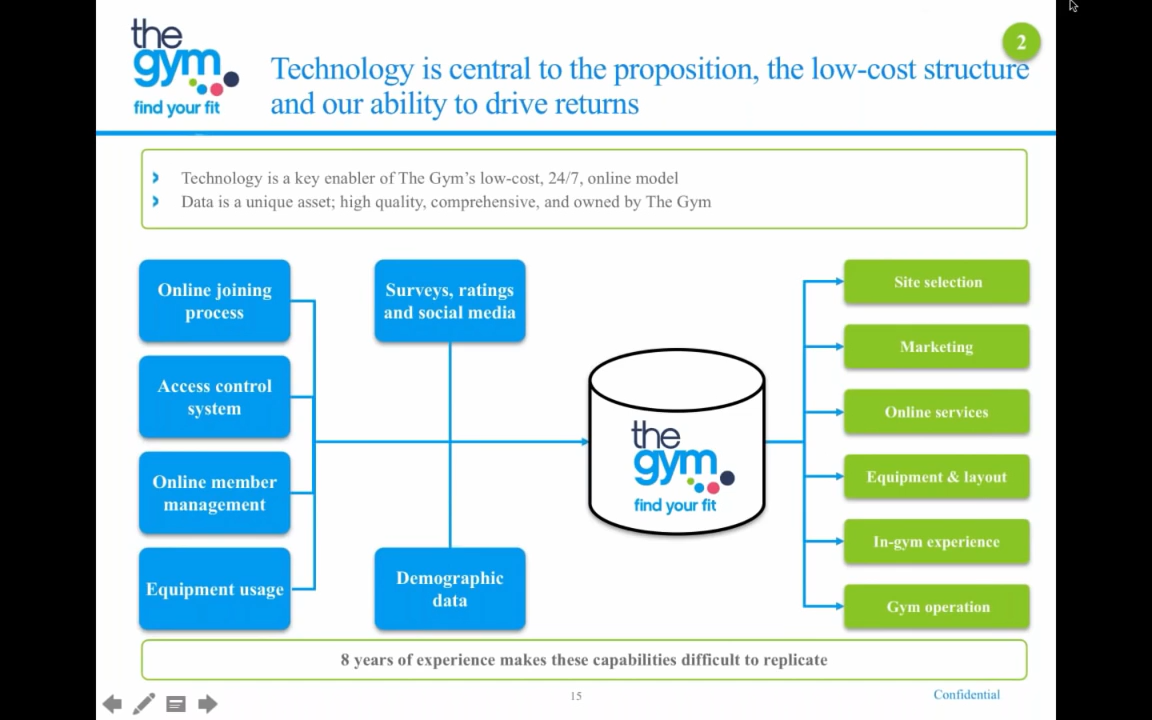 the
gym
find your fit
2
Technology is central to the proposition, the low-cost structure
and our ability to drive returns
Technology is a key enabler of The Gym’s low-cost, 24/7, online model
Data is a unique asset; high quality, comprehensive, and owned by The Gym
Online joining
process
Access control
system
Online member
management
Equipment usage
Surveys, ratings
and social media
Demographic
data
the
gym
find your fit
Site selection
Marketing
Online services
Equipment & layout
In-gym experience
Gym operation
8 years of experience makes these capabilities difficult to replicate
15
Confidential